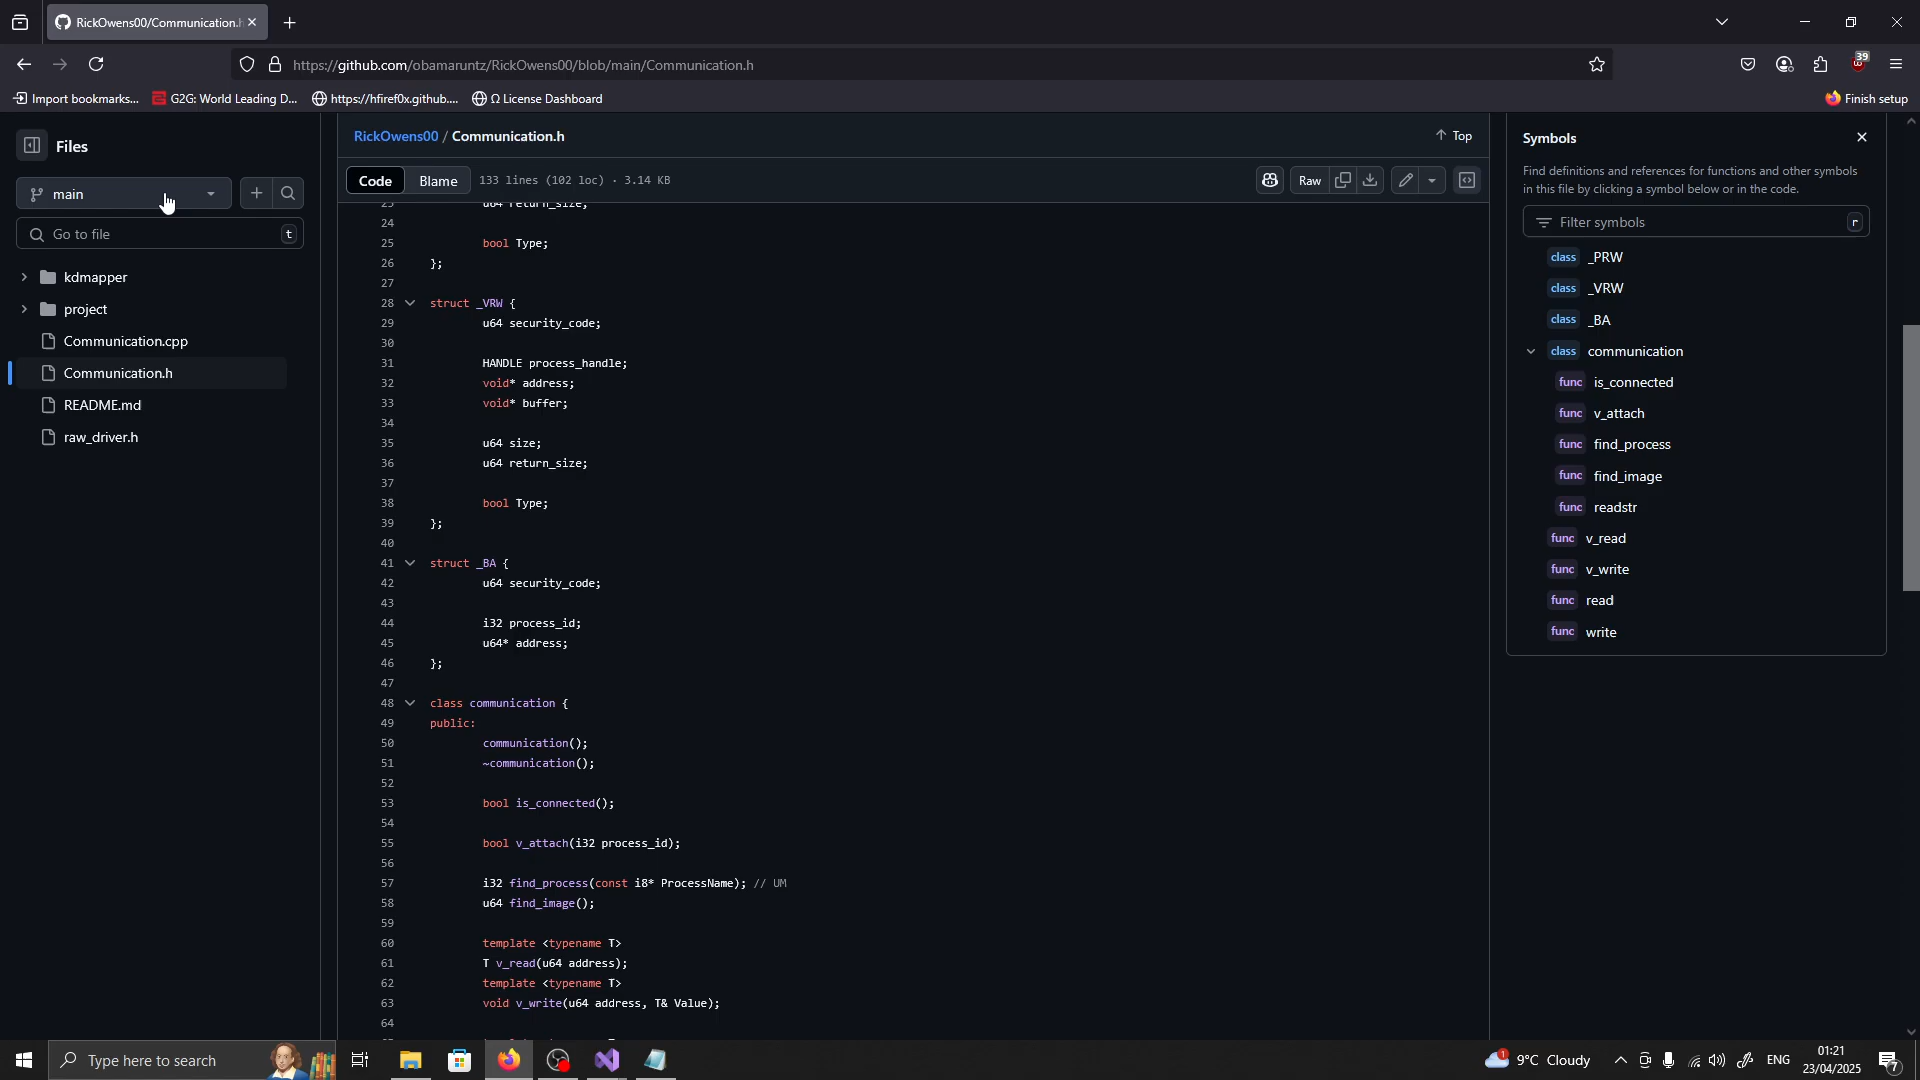 RickOwens00/Communication.h
https://github.com/obamaruntz/RickOwens00/blob/main/Communication.h
39
Import bookmarks...
G2G: World Leading D...
https://hfiref0x.github....
Ω License Dashboard
Finish setup
Files
main
Go to file
t
kdmapper
project
Communication.cpp
Communication.h
README.md
raw_driver.h
RickOwens00 / Communication.h
Top
Code Blame 133 lines (102 loc) · 3.14 KB
Raw
23 u64 return_size;
24
25 bool Type;
26 };
27
28 struct _VRW {
29 u64 security_code;
30
31 HANDLE process_handle;
32 void* address;
33 void* buffer;
34
35 u64 size;
36 u64 return_size;
37
38 bool Type;
39 };
40
41 struct _BA {
42 u64 security_code;
43
44 i32 process_id;
45 u64* address;
46 };
47
48 class communication {
49 public:
50 communication();
51 ~communication();
52
53 bool is_connected();
54
55 bool v_attach(i32 process_id);
56
57 i32 find_process(const i8* ProcessName); // UM
58 u64 find_image();
59
60 template <typename T>
61 T v_read(u64 address);
62 template <typename T>
63 void v_write(u64 address, T& Value);
64
Symbols
Find definitions and references for functions and other symbols
in this file by clicking a symbol below or in the code.
Filter symbols
r
class _PRW
class _VRW
class _BA
class communication
func is_connected
func v_attach
func find_process
func find_image
func readstr
func v_read
func v_write
func read
func write
Type here to search
1
9°C Cloudy
ENG
01:21
23/04/2025
7